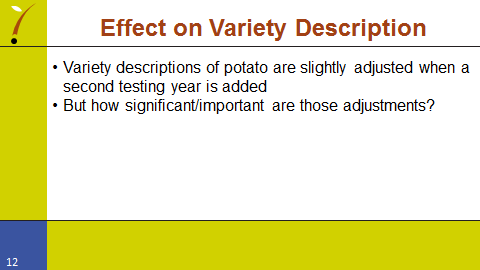 Effect on Variety Description
• Variety descriptions of potato are slightly adjusted when a
second testing year is added
• But how significant/important are those adjustments?
12